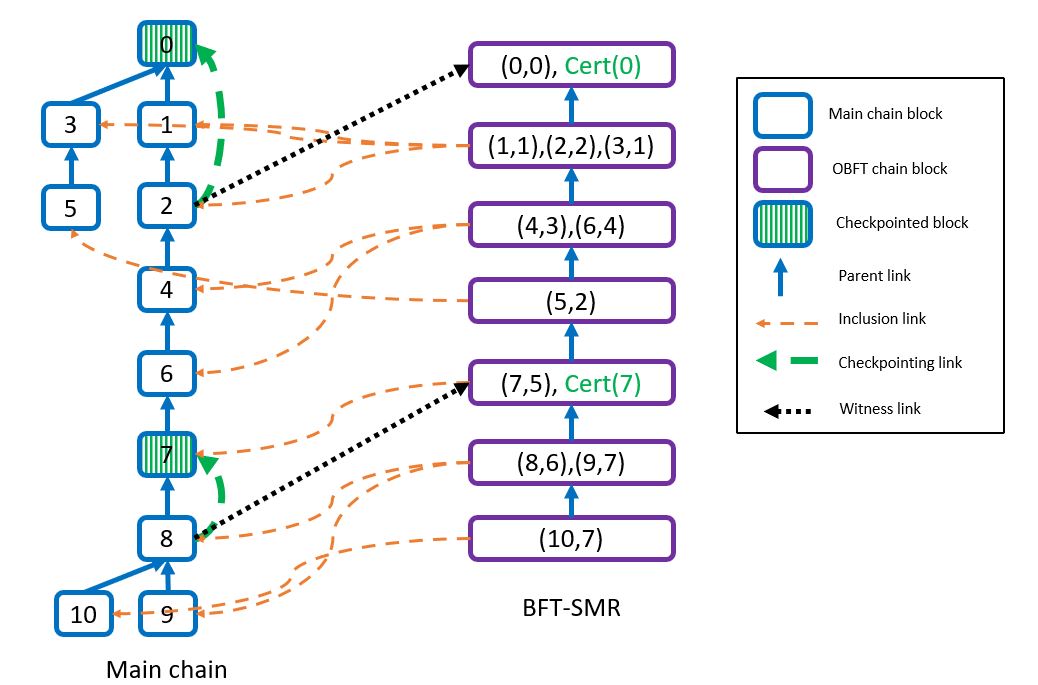 0
3
1
5
2
4
6
7
8
10
9
Main chain
(0,0), Cert(0)
(1,1),(2,2),(3,1)
(4,3),(6,4)
(5,2)
(7,5), Cert(7)
(8,6),(9,7)
(10,7)
BFT-SMR
Main chain block
OBFT chain block
Checkpointed block
Parent link
Inclusion link
Checkpointing link
Witness link